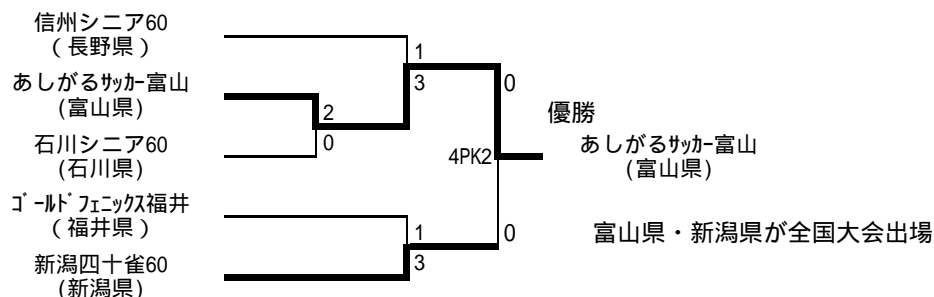 信州シニア60
（長野県）
1
あしがるｻｯｶｰ富山
(富山県)
3
0
2
優勝
石川シニア60
(石川県)
0
4PK2
あしがるｻｯｶｰ富山
(富山県)
ｺﾞｰﾙﾄﾞﾌｪﾆｯｸｽ福井
（福井県）
1
0
富山県・新潟県が全国大会出場
新潟四十雀60
(新潟県)
3